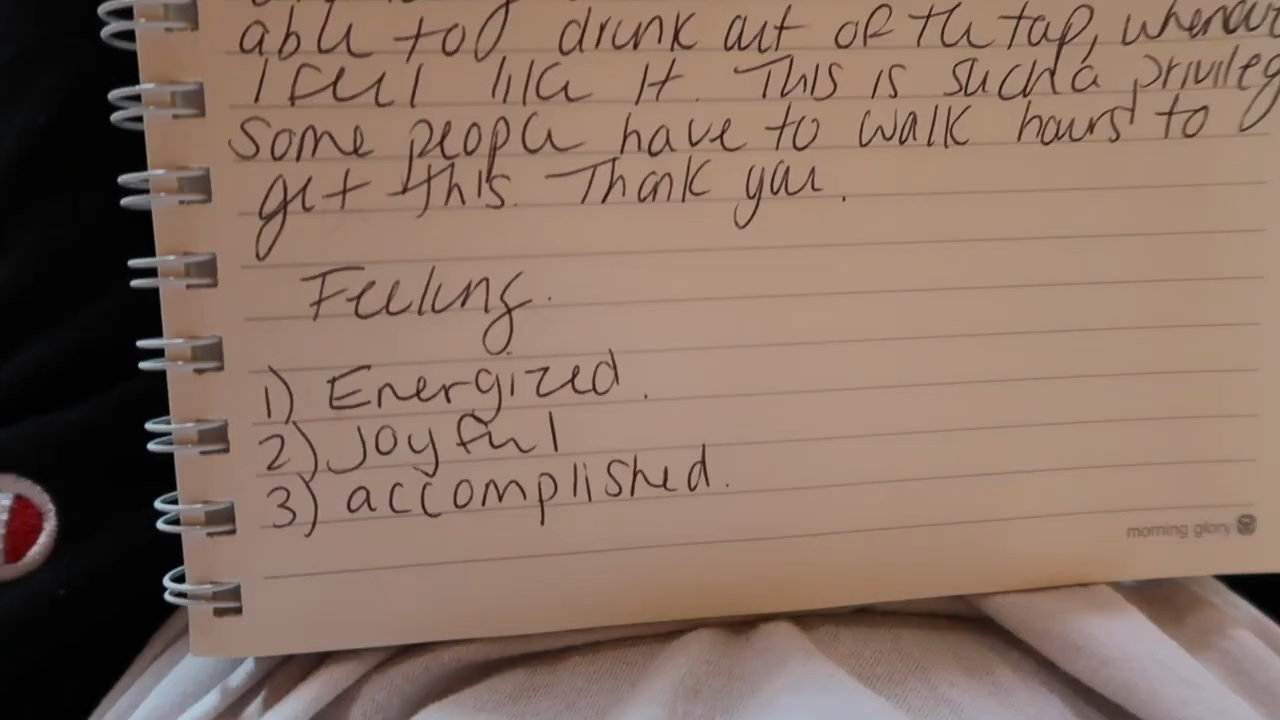 able to drink out of the tap, whenever
I feel like it. This is such a privileg
some people have to walk hours to
get this. Thank you.
Feeling.
1) Energized.
2) Joyful
3) accomplished.
morning glory